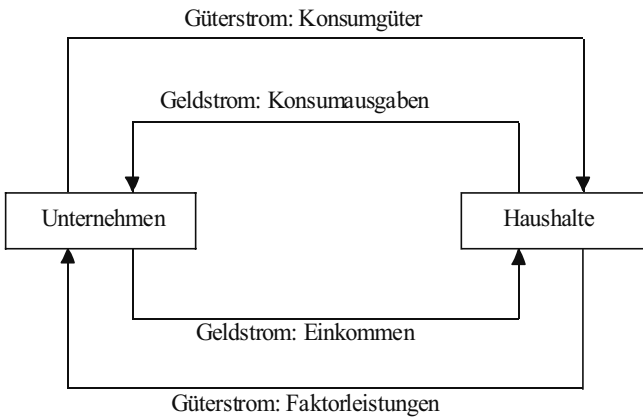 Güterstrom: Konsumgüter
Geldstrom: Konsumausgaben
Unternehmen
Haushalte
Geldstrom: Einkommen
Güterstrom: Faktorleistungen